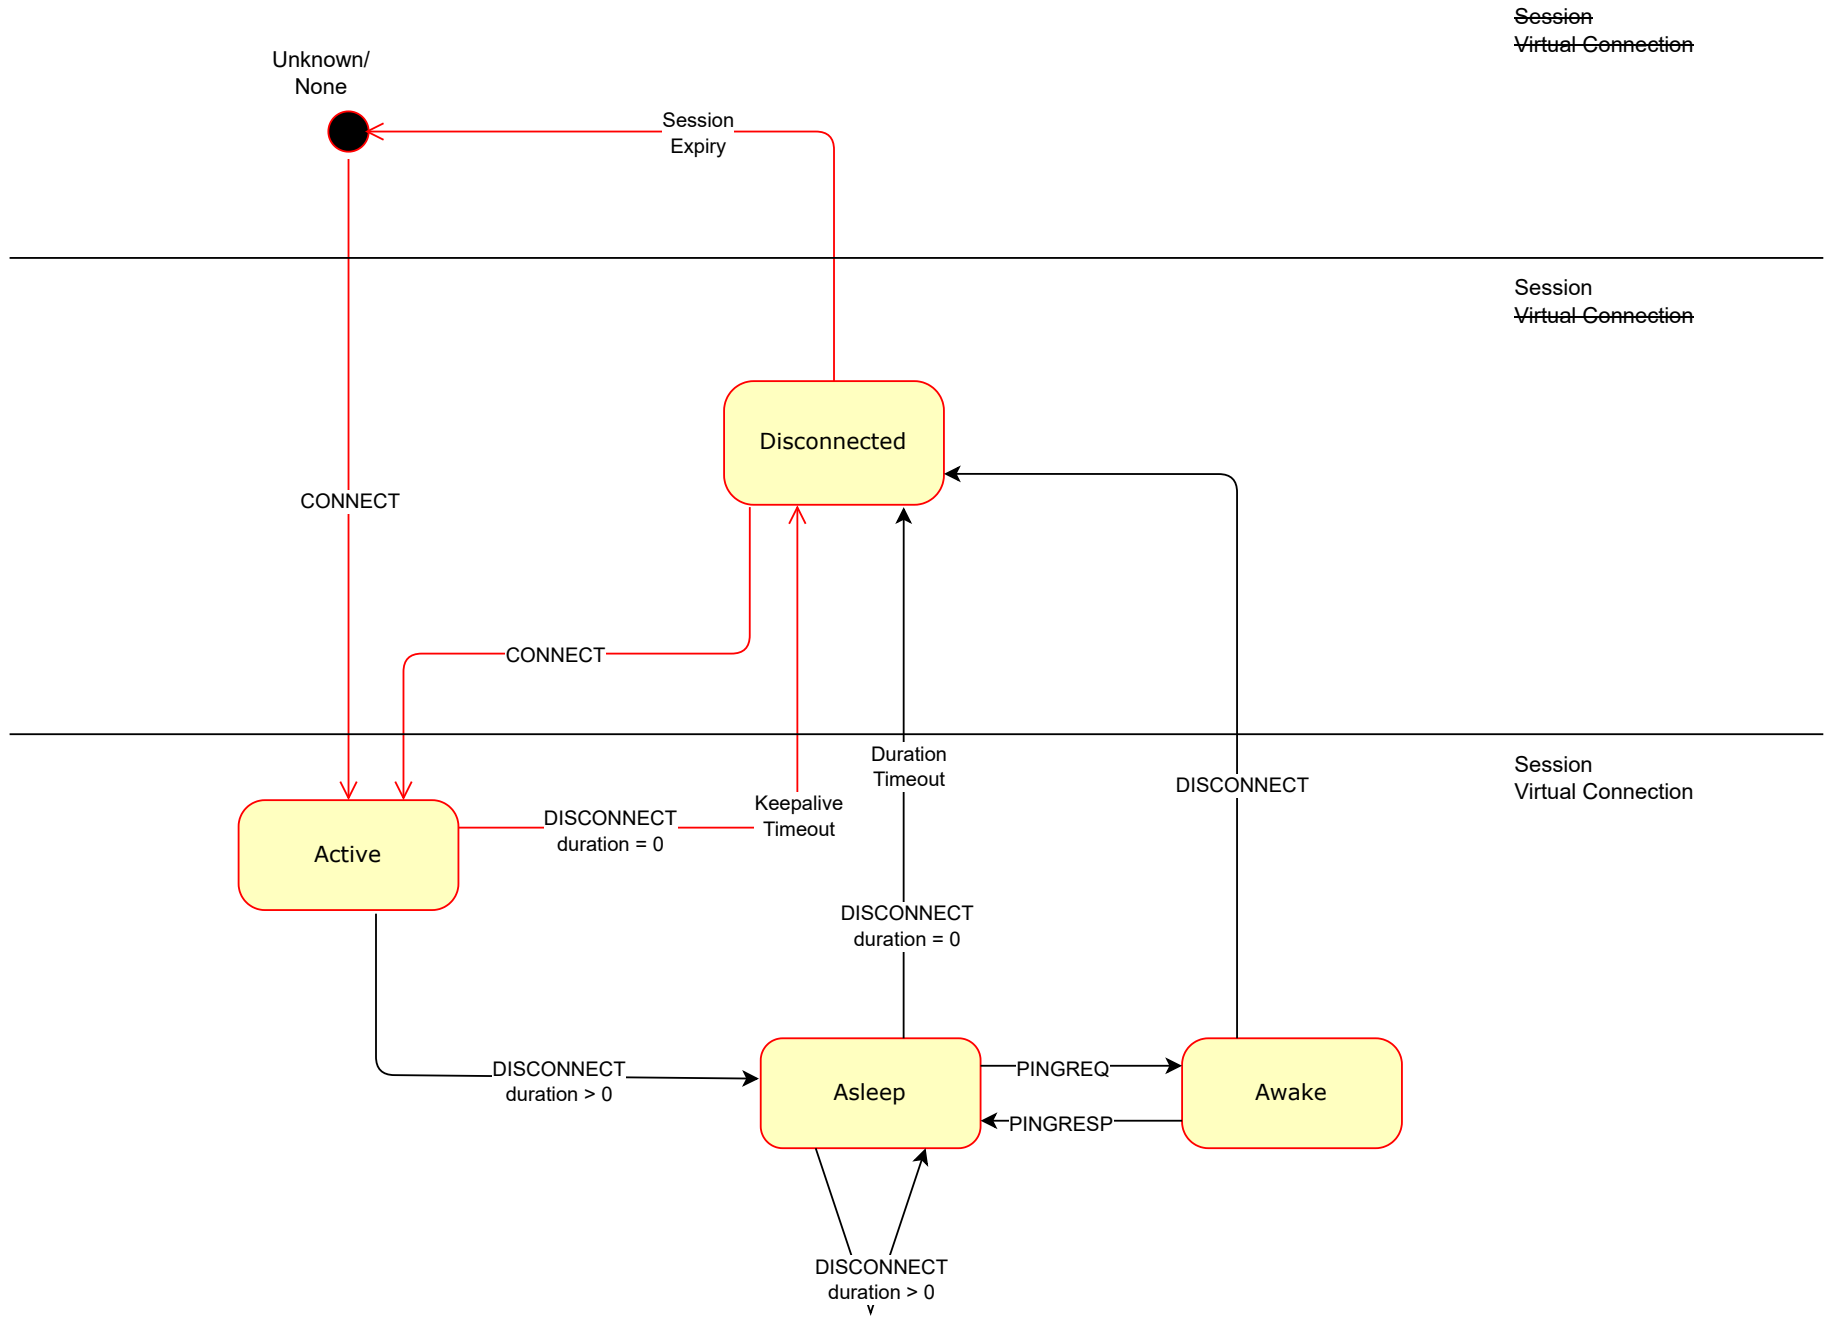 Session
Virtual Connection
Unknown/
None
Session
Expiry
Session
Virtual Connection
Disconnected
CONNECT
CONNECT
Session
Virtual Connection
Duration
Timeout
DISCONNECT
Keepalive
Timeout
DISCONNECT
duration = 0
Active
DISCONNECT
duration = 0
DISCONNECT
duration > 0
PINGREQ
Asleep
Awake
PINGRESP
DISCONNECT
duration > 0